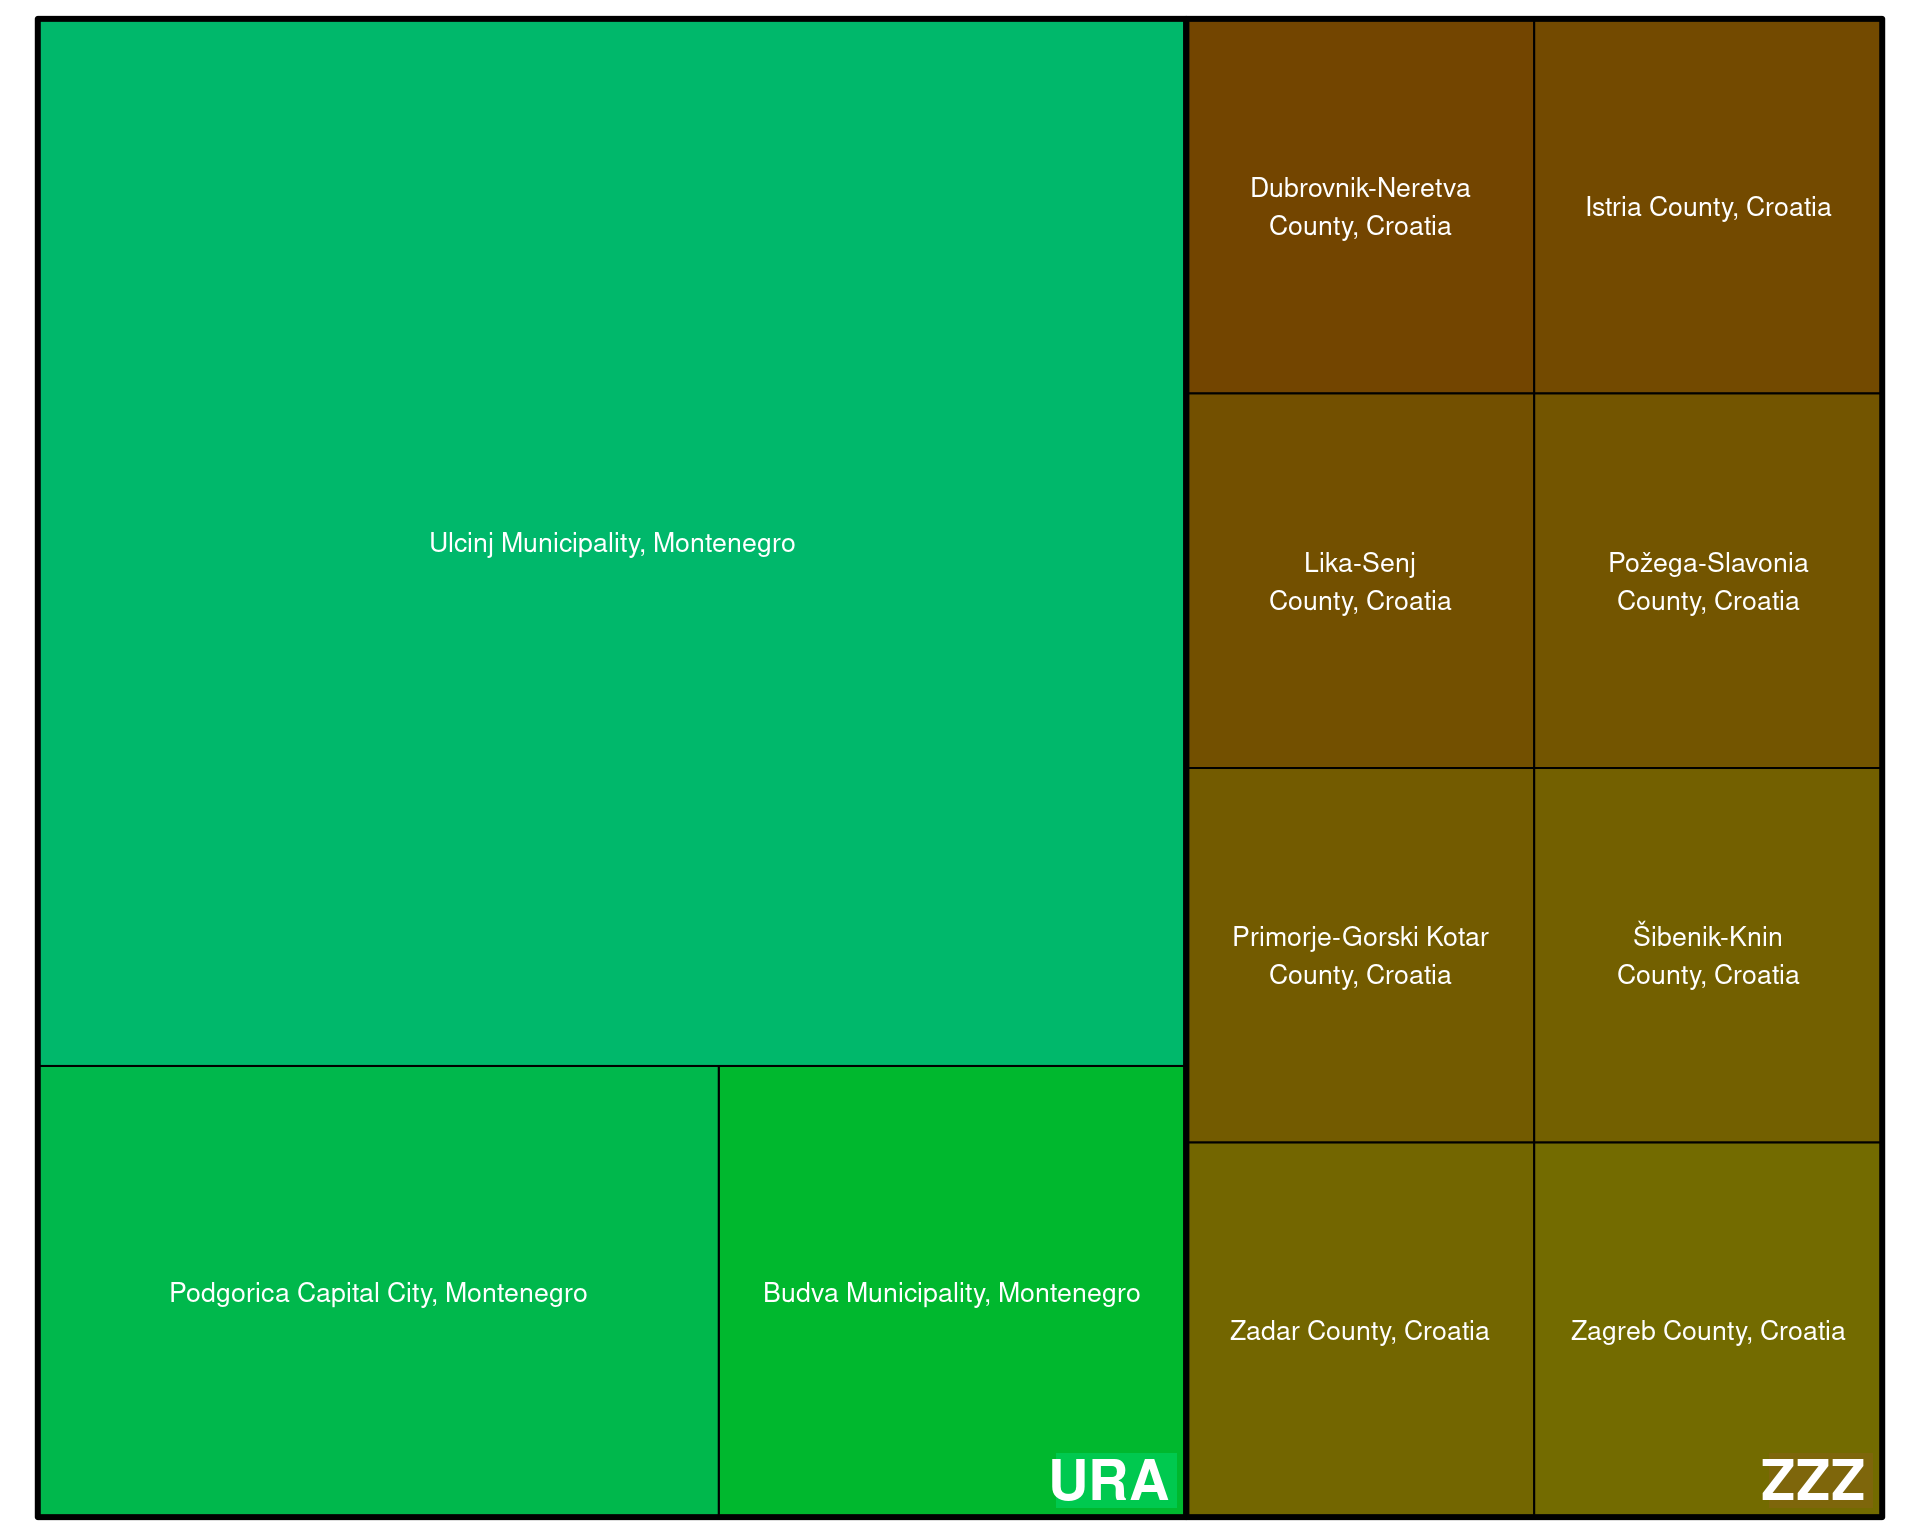 Ulcinj Municipality, Montenegro
Podgorica Capital City, Montenegro
Budva Municipality, Montenegro
URA
Dubrovnik-Neretva
County, Croatia
Istria County, Croatia
Lika-Senj
County, Croatia
Požega-Slavonia
County, Croatia
Primorje-Gorski Kotar
County, Croatia
Šibenik-Knin
County, Croatia
Zadar County, Croatia
Zagreb County, Croatia
ZZZ